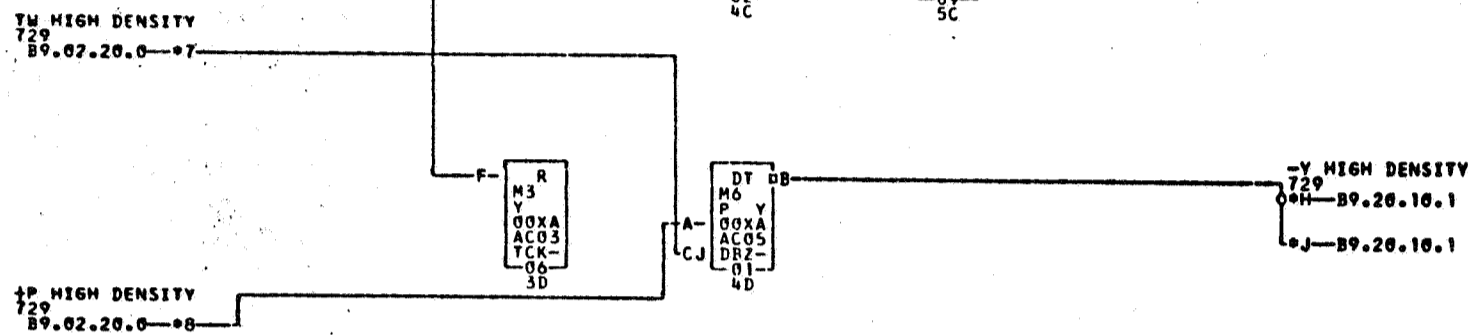 4C
5C
TW HIGH DENSITY
729
B9.02.20.0—*7
F-
R
M3
Y
00XA
AC03
TCK-
06-
3D
A-
CJ
DT
M6
P Y
00XA
AC05
DBZ-
01-
4D
B
-Y HIGH DENSITY
729
*H—B9.20.10.1
*J—B9.20.10.1
+P HIGH DENSITY
729
B9.02.20.0—*8